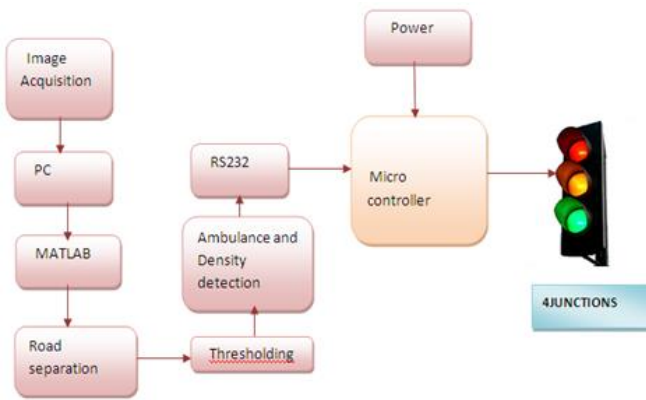 Image
Acquisition
PC
MATLAB
Road
separation
Thresholding
Ambulance and
Density
detection
RS232
Power
Micro
controller
4JUNCTIONS